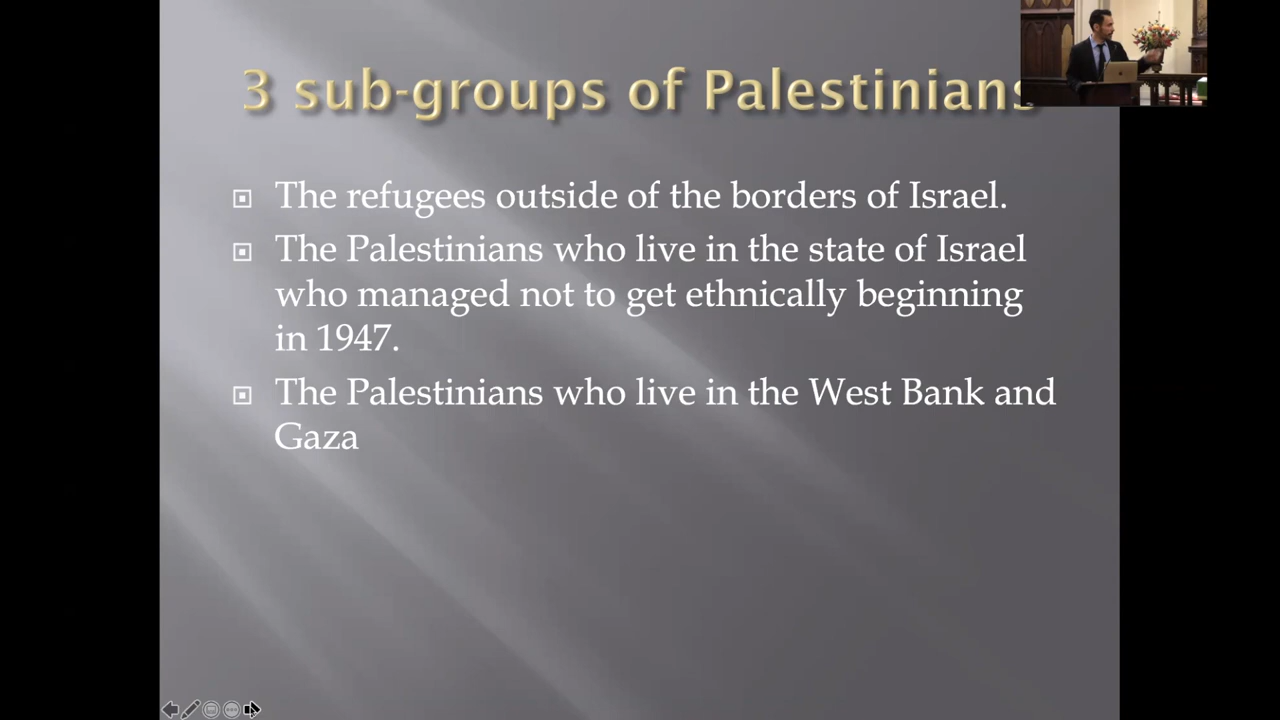 3 sub-groups of Palestinians
The refugees outside of the borders of Israel.
The Palestinians who live in the state of Israel
who managed not to get ethnically beginning
in 1947.
The Palestinians who live in the West Bank and
Gaza